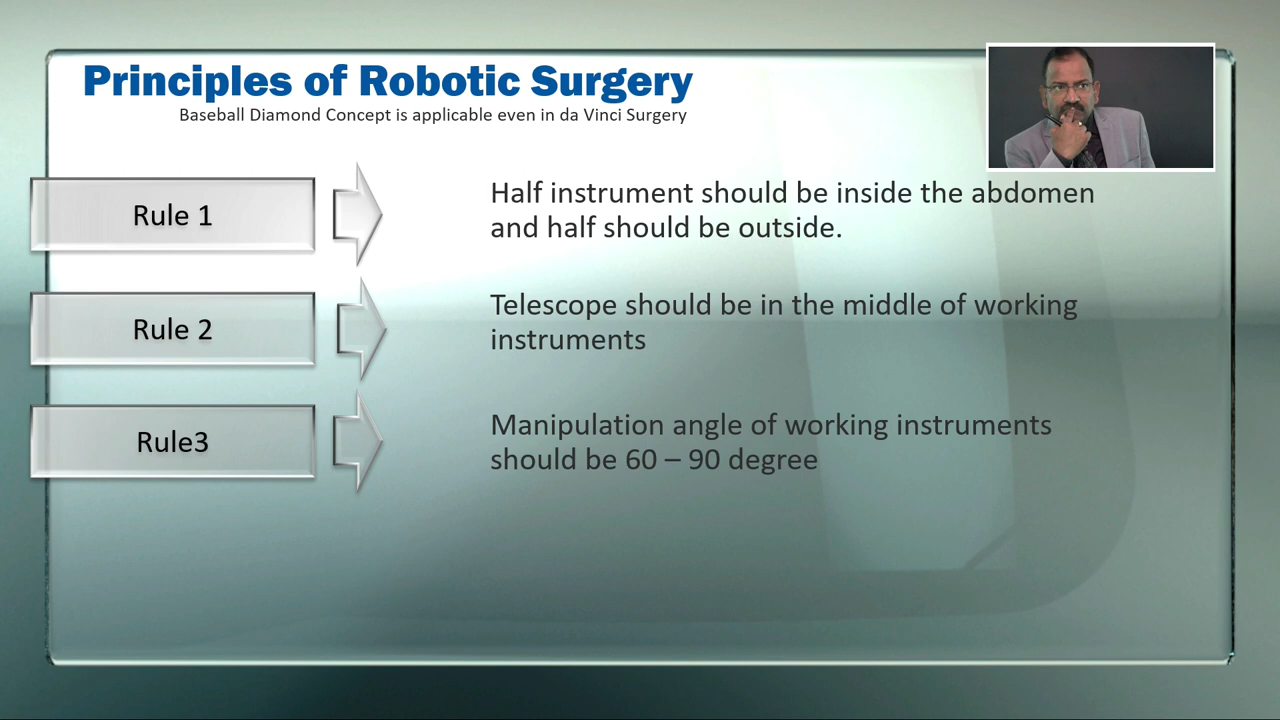 Principles of Robotic Surgery
Baseball Diamond Concept is applicable even in da Vinci Surgery
Rule 1
Half instrument should be inside the abdomen
and half should be outside.
Rule 2
Telescope should be in the middle of working
instruments
Rule3
Manipulation angle of working instruments
should be 60 – 90 degree